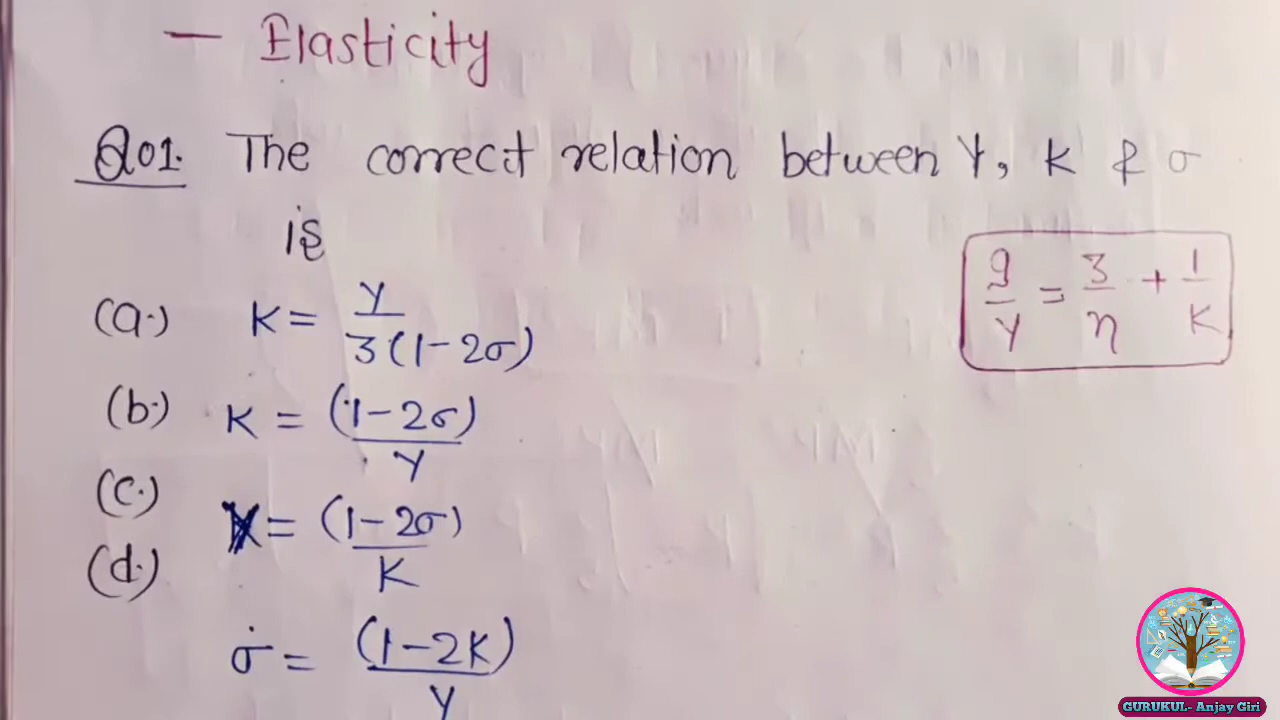 — Elasticity
Q01. The correct relation between Y, K & σ
is
9/Y = 3/η + 1/K
(a.) K = Y / 3(1-2σ)
(b.) K = (1-2σ) / Y
(c.) Y = (1-2σ) / K
(d.) σ = (1-2K) / Y
GURUKUL- Anjay Giri